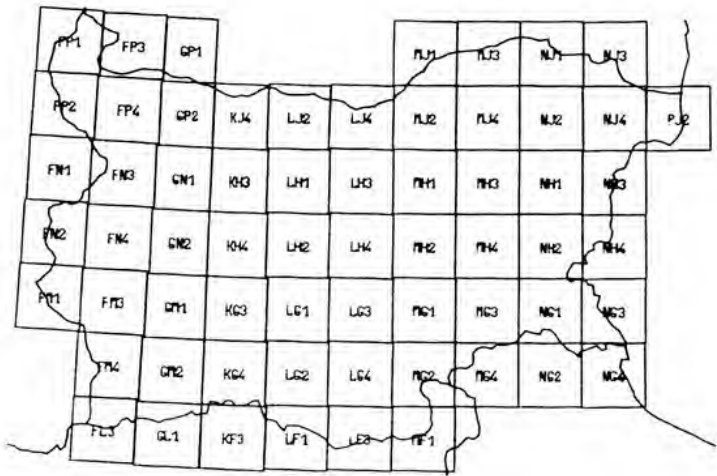 FP1 FP3 GP1 MJ1 MJ3 NJ1 NJ3
FP2 FP4 GP2 KJ4 LJ2 LJ4 MJ2 MJ4 NJ2 NJ4 PJ2
FN1 FN3 GN1 KH3 LH1 LH3 MH1 MH3 NH1 NH3
FN2 FN4 GN2 KH4 LH2 LH4 MH2 MH4 NH2 NH4
FM1 FM3 GM1 KG3 LG1 LG3 MG1 MG3 NG1 NG3
FM4 GM2 KG4 LG2 LG4 MG2 MG4 NG2 NG4
FL3 GL1 KF3 LF1 LF3 MF1